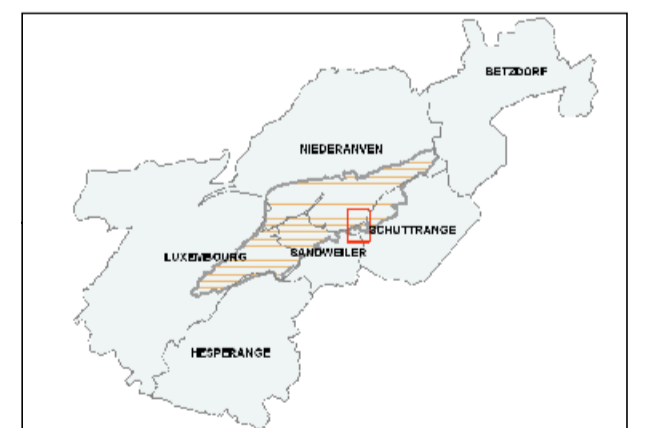 BETZDORF
NIEDERANVEN
SCHUTTRANGE
LUXEMBOURG
SANDWEILER
HESPERANGE